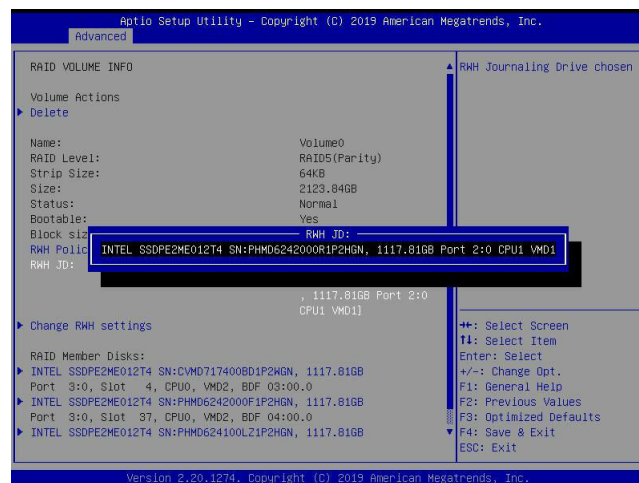 Aptio Setup Utility – Copyright (C) 2019 American Megatrends, Inc.
Advanced
RAID VOLUME INFO
Volume Actions
Delete
Name: Volume0
RAID Level: RAID5(Parity)
Strip Size: 64KB
Size: 2123.84GB
Status: Normal
Bootable: Yes
Block siz
RWH Polic
RWH JD:
RWH JD:
INTEL SSDPE2ME012T4 SN:PHMD6242000R1P2HGN, 1117.81GB Port 2:0 CPU1 VMD1
, 1117.81GB Port 2:0
CPU1 VMD1]
Change RWH settings
RAID Member Disks:
INTEL SSDPE2ME012T4 SN:CVMD717400BD1P2WGN, 1117.81GB
Port 3:0, Slot 4, CPU0, VMD2, BDF 03:00.0
INTEL SSDPE2ME012T4 SN:PHMD6242000F1P2HGN, 1117.81GB
Port 3:0, Slot 37, CPU0, VMD2, BDF 04:00.0
INTEL SSDPE2ME012T4 SN:PHMD624100LZ1P2HGN, 1117.81GB
RWH Journaling Drive chosen
→←: Select Screen
↑↓: Select Item
Enter: Select
+/-: Change Opt.
F1: General Help
F2: Previous Values
F3: Optimized Defaults
F4: Save & Exit
ESC: Exit
Version 2.20.1274. Copyright (C) 2019 American Megatrends, Inc.